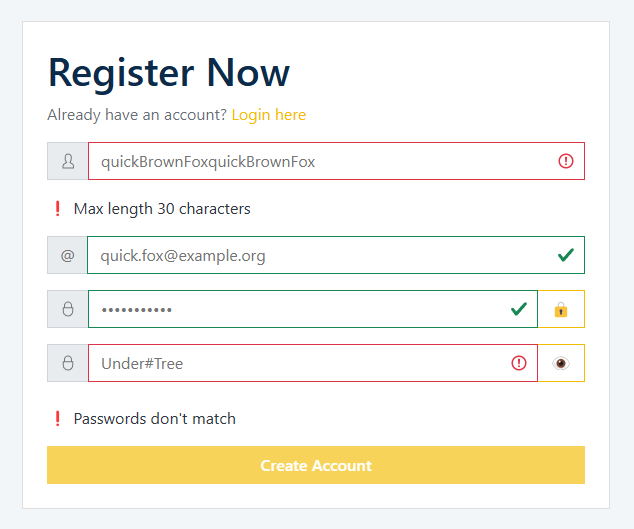 Register Now
Already have an account? Login here
quickBrownFoxquickBrownFox
❗ Max length 30 characters
@ quick.fox@example.org
•••••••••••
Under#Tree
❗ Passwords don't match
Create Account